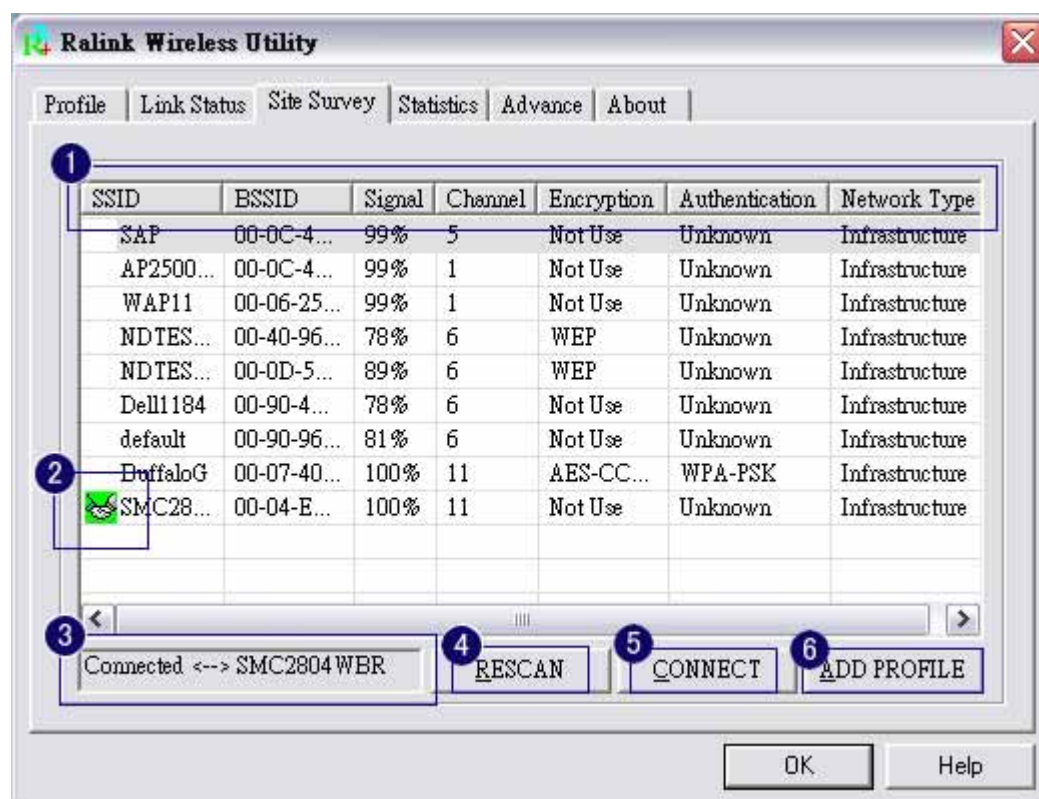 Ralink Wireless Utility
Profile Link Status Site Survey Statistics Advance About
1
SSID BSSID Signal Channel Encryption Authentication Network Type
SAP 00-0C-4... 99% 5 Not Use Unknown Infrastructure
AP2500... 00-0C-4... 99% 1 Not Use Unknown Infrastructure
WAP11 00-06-25... 99% 1 Not Use Unknown Infrastructure
NDTES... 00-40-96... 78% 6 WEP Unknown Infrastructure
NDTES... 00-0D-5... 89% 6 WEP Unknown Infrastructure
Dell1184 00-90-4... 78% 6 Not Use Unknown Infrastructure
default 00-90-96... 81% 6 Not Use Unknown Infrastructure
2
BuffaloG 00-07-40... 100% 11 AES-CC... WPA-PSK Infrastructure
SMC28... 00-04-E... 100% 11 Not Use Unknown Infrastructure
3 4 5 6
Connected <--> SMC2804WBR RESCAN CONNECT ADD PROFILE
OK Help